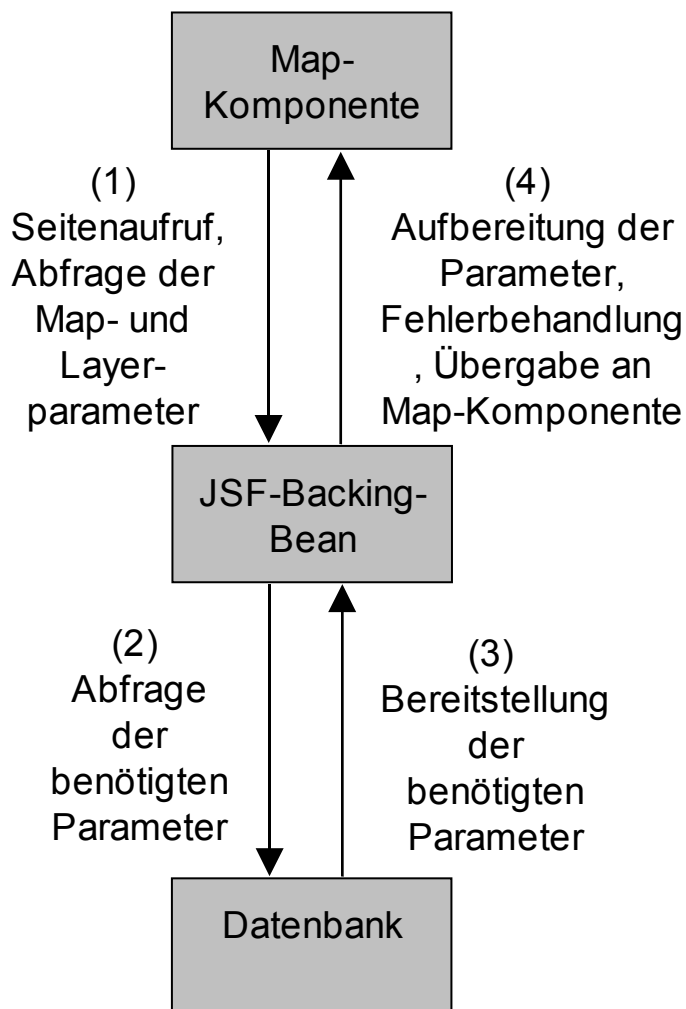 Map-
Komponente
(1)
Seitenaufruf,
Abfrage der
Map- und
Layer-
parameter
(4)
Aufbereitung der
Parameter,
Fehlerbehandlung
, Übergabe an
Map-Komponente
JSF-Backing-
Bean
(2)
Abfrage
der
benötigten
Parameter
(3)
Bereitstellung
der
benötigten
Parameter
Datenbank